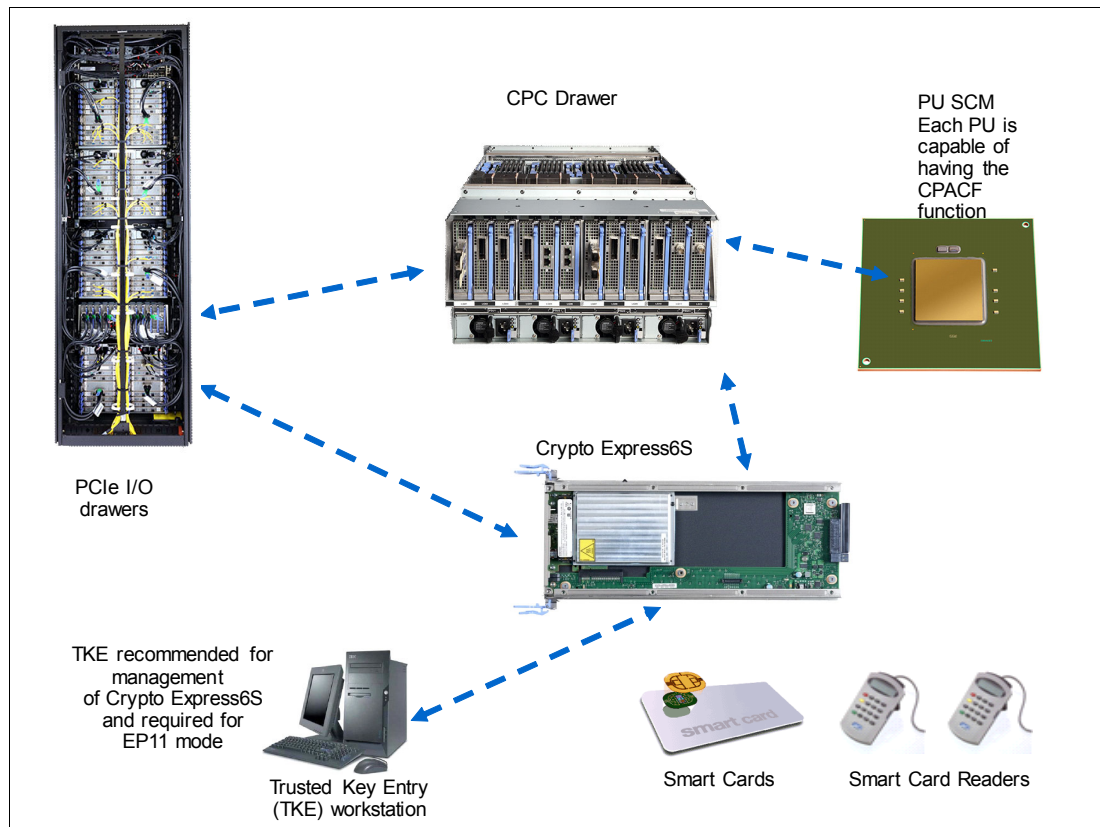 CPC Drawer
PU SCM
Each PU is
capable of
having the
CPACF
function
Crypto Express6S
PCIe I/O
drawers
TKE recommended for
management
of Crypto Express6S
and required for
EP11 mode
smart card
Trusted Key Entry
(TKE) workstation
Smart Cards
Smart Card Readers